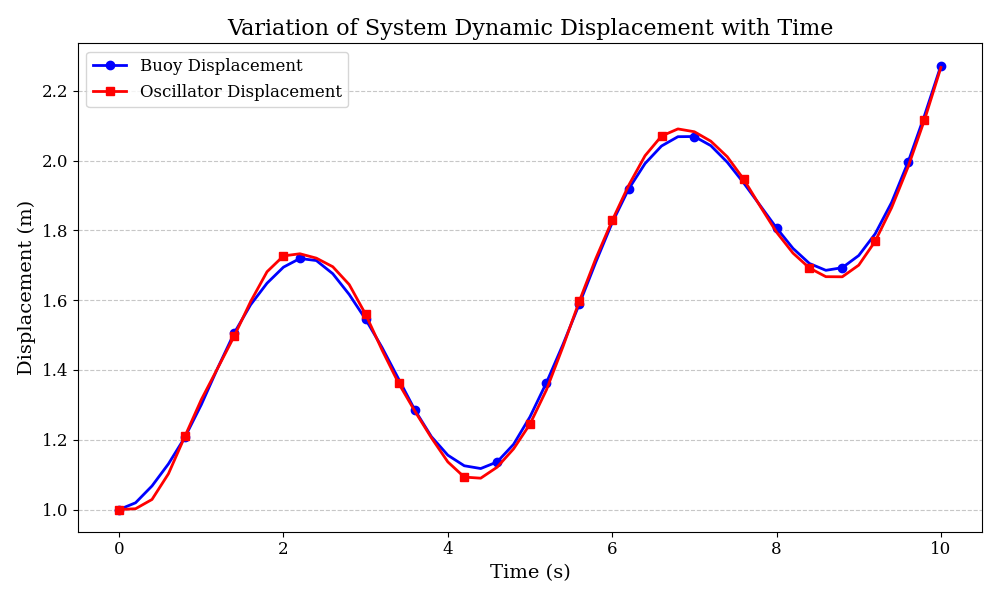 Variation of System Dynamic Displacement with Time
Buoy Displacement
Oscillator Displacement
Displacement (m)
2.2
2.0
1.8
1.6
1.4
1.2
1.0
0
2
4
6
8
10
Time (s)